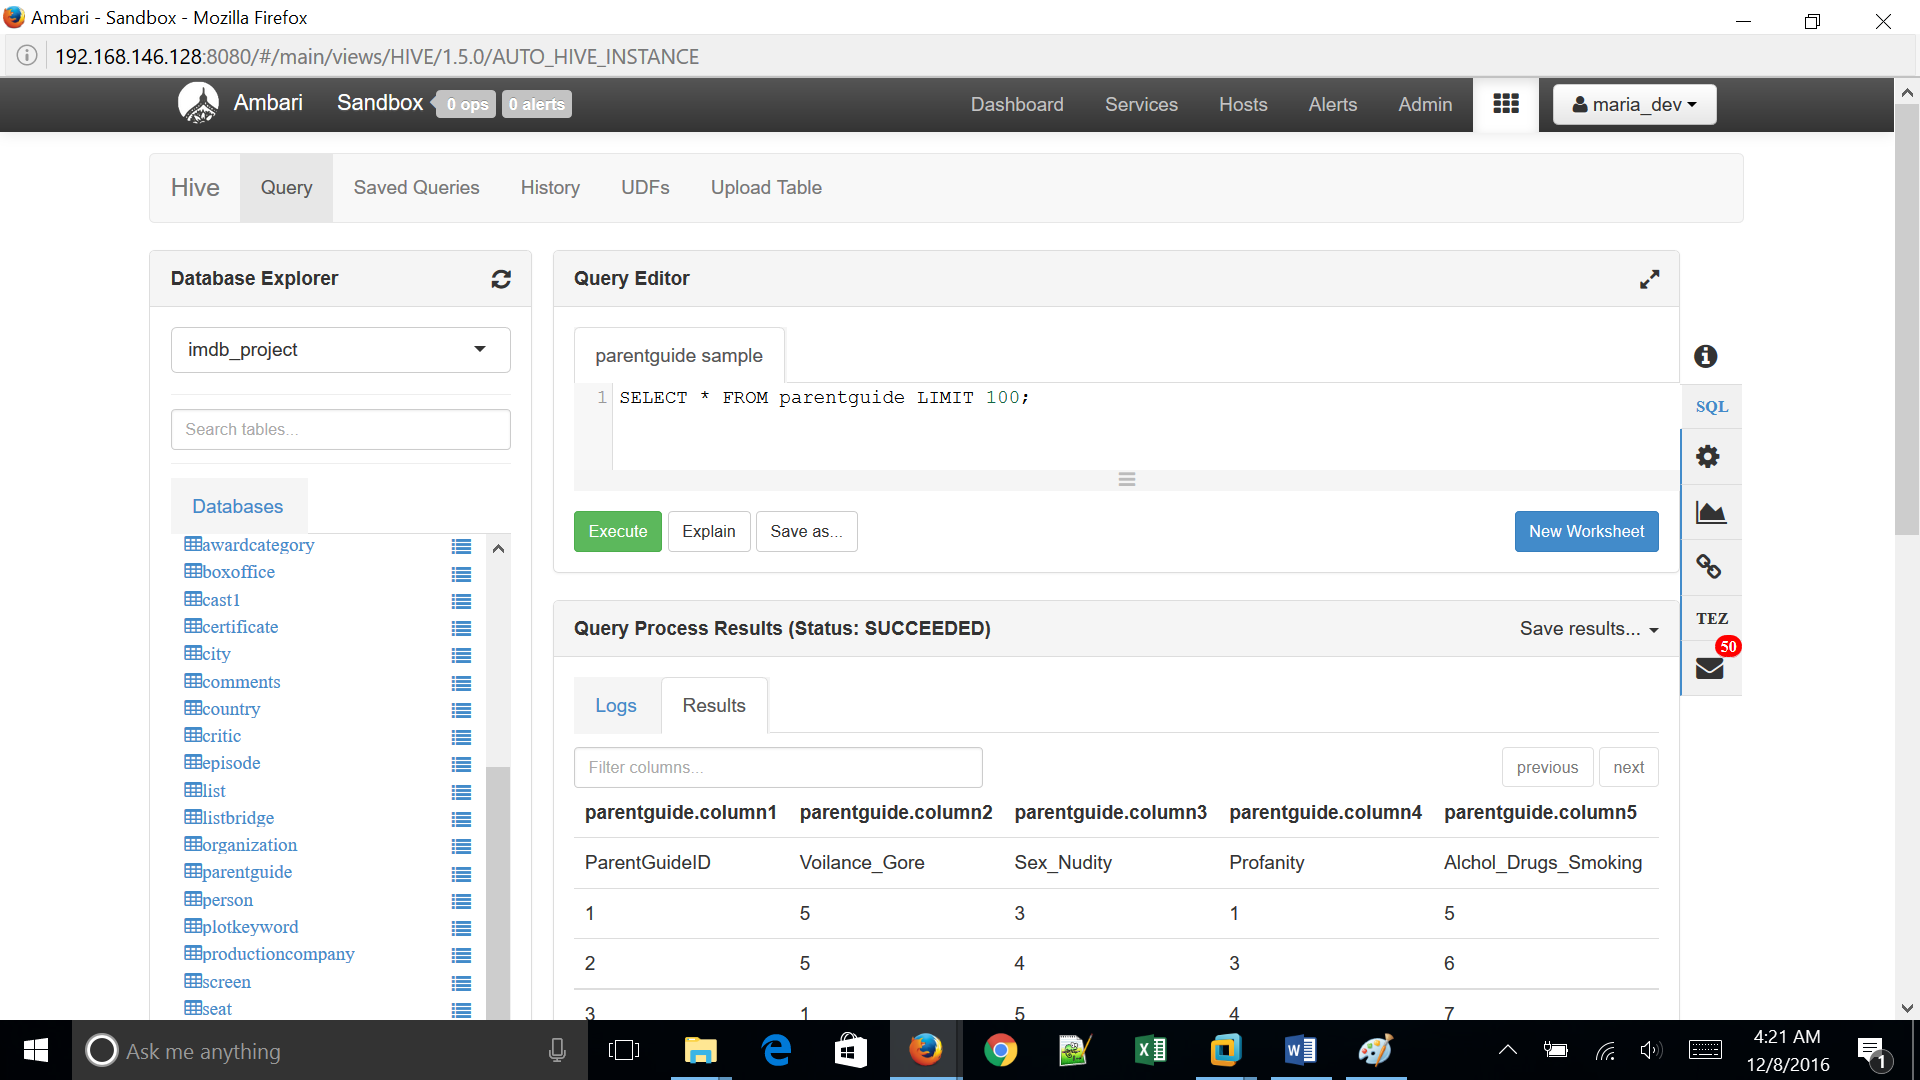 Ambari - Sandbox - Mozilla Firefox
192.168.146.128:8080/#/main/views/HIVE/1.5.0/AUTO_HIVE_INSTANCE
Ambari Sandbox 0 ops 0 alerts Dashboard Services Hosts Alerts Admin maria_dev
Hive Query Saved Queries History UDFs Upload Table
Database Explorer
imdb_project
Search tables...
Databases
awardcategory
boxoffice
cast1
certificate
city
comments
country
critic
episode
list
listbridge
organization
parentguide
person
plotkeyword
productioncompany
screen
seat
Query Editor
parentguide sample
1 SELECT * FROM parentguide LIMIT 100;
Execute Explain Save as... New Worksheet
SQL
TEZ
50
Query Process Results (Status: SUCCEEDED) Save results...
Logs Results
Filter columns... previous next
parentguide.column1 parentguide.column2 parentguide.column3 parentguide.column4 parentguide.column5
ParentGuideID Voilance_Gore Sex_Nudity Profanity Alchol_Drugs_Smoking
1 5 3 1 5
2 5 4 3 6
3 1 5 4 7
Ask me anything
4:21 AM
12/8/2016
1